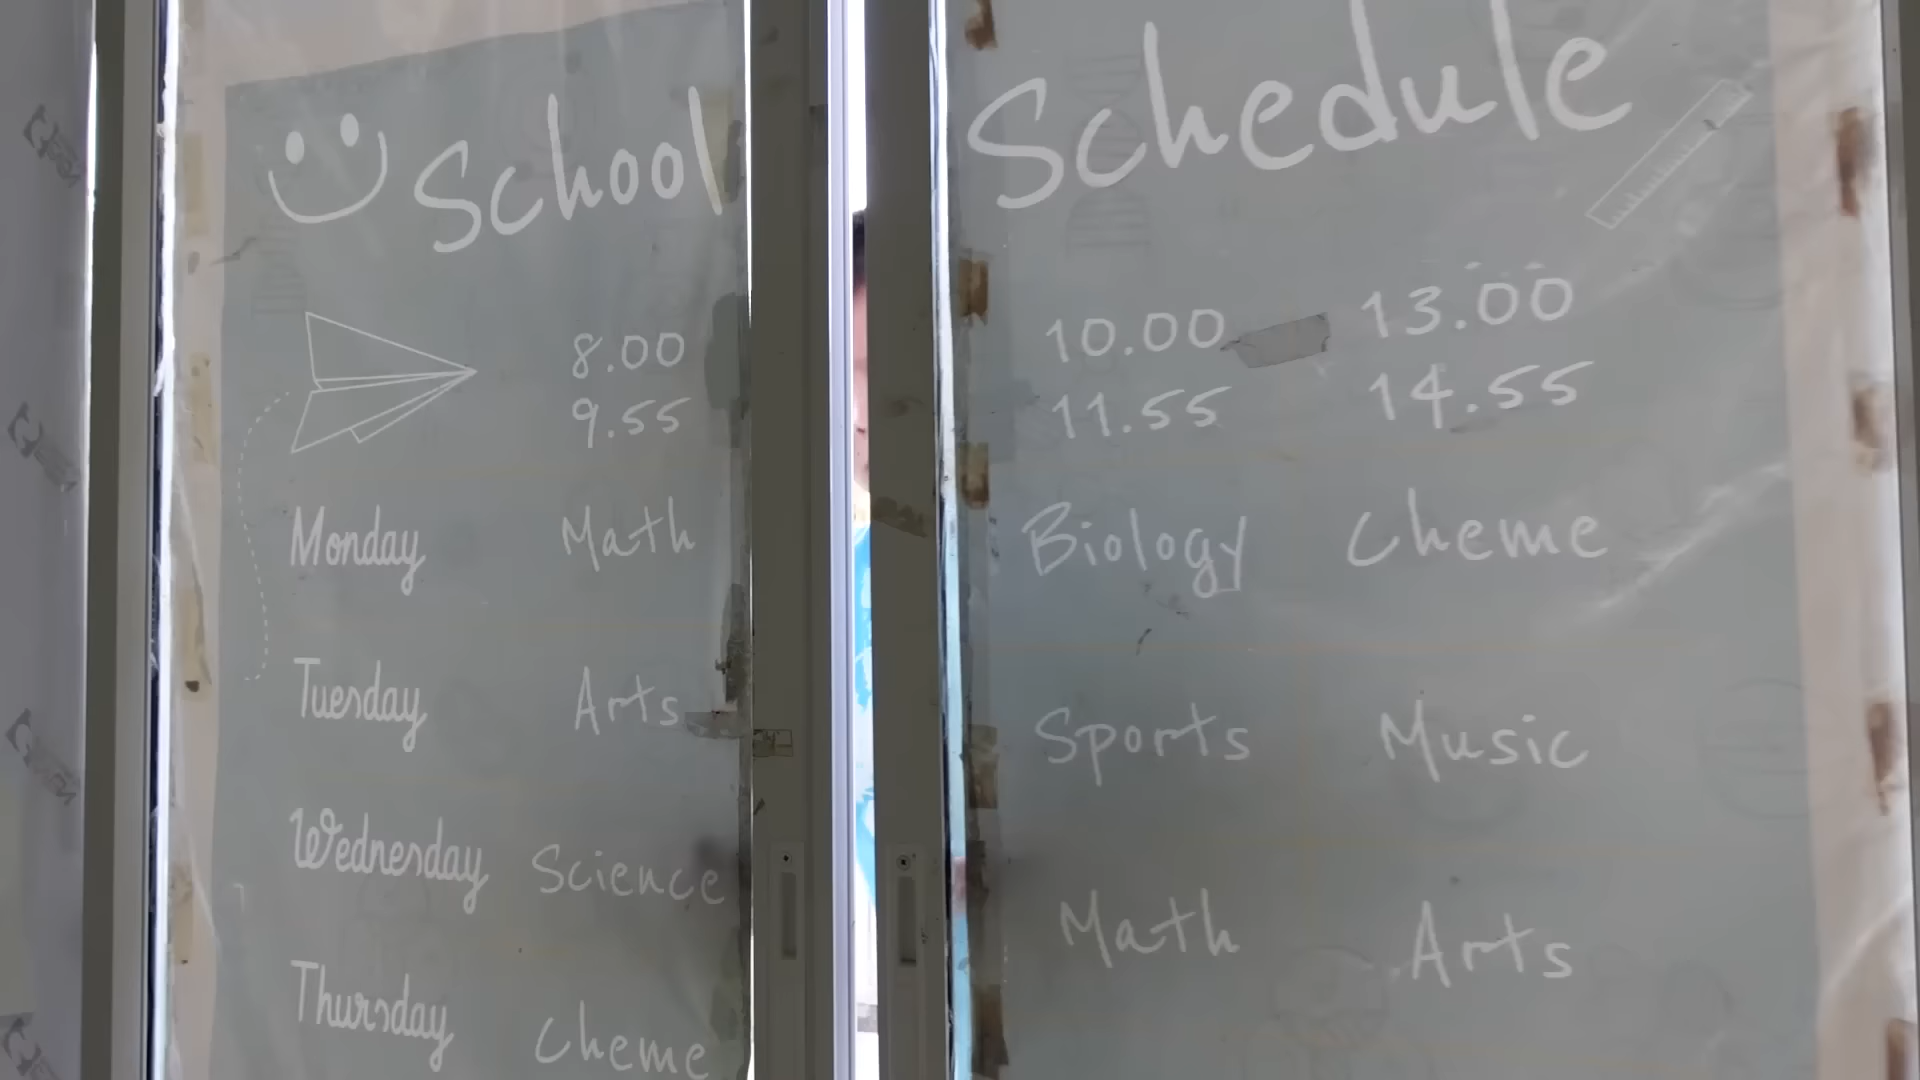 School Schedule
8.00 10.00 13.00
9.55 11.55 14.55
Monday Math Biology Cheme
Tuesday Arts Sports Music
Wednesday Science Math Arts
Thursday Cheme